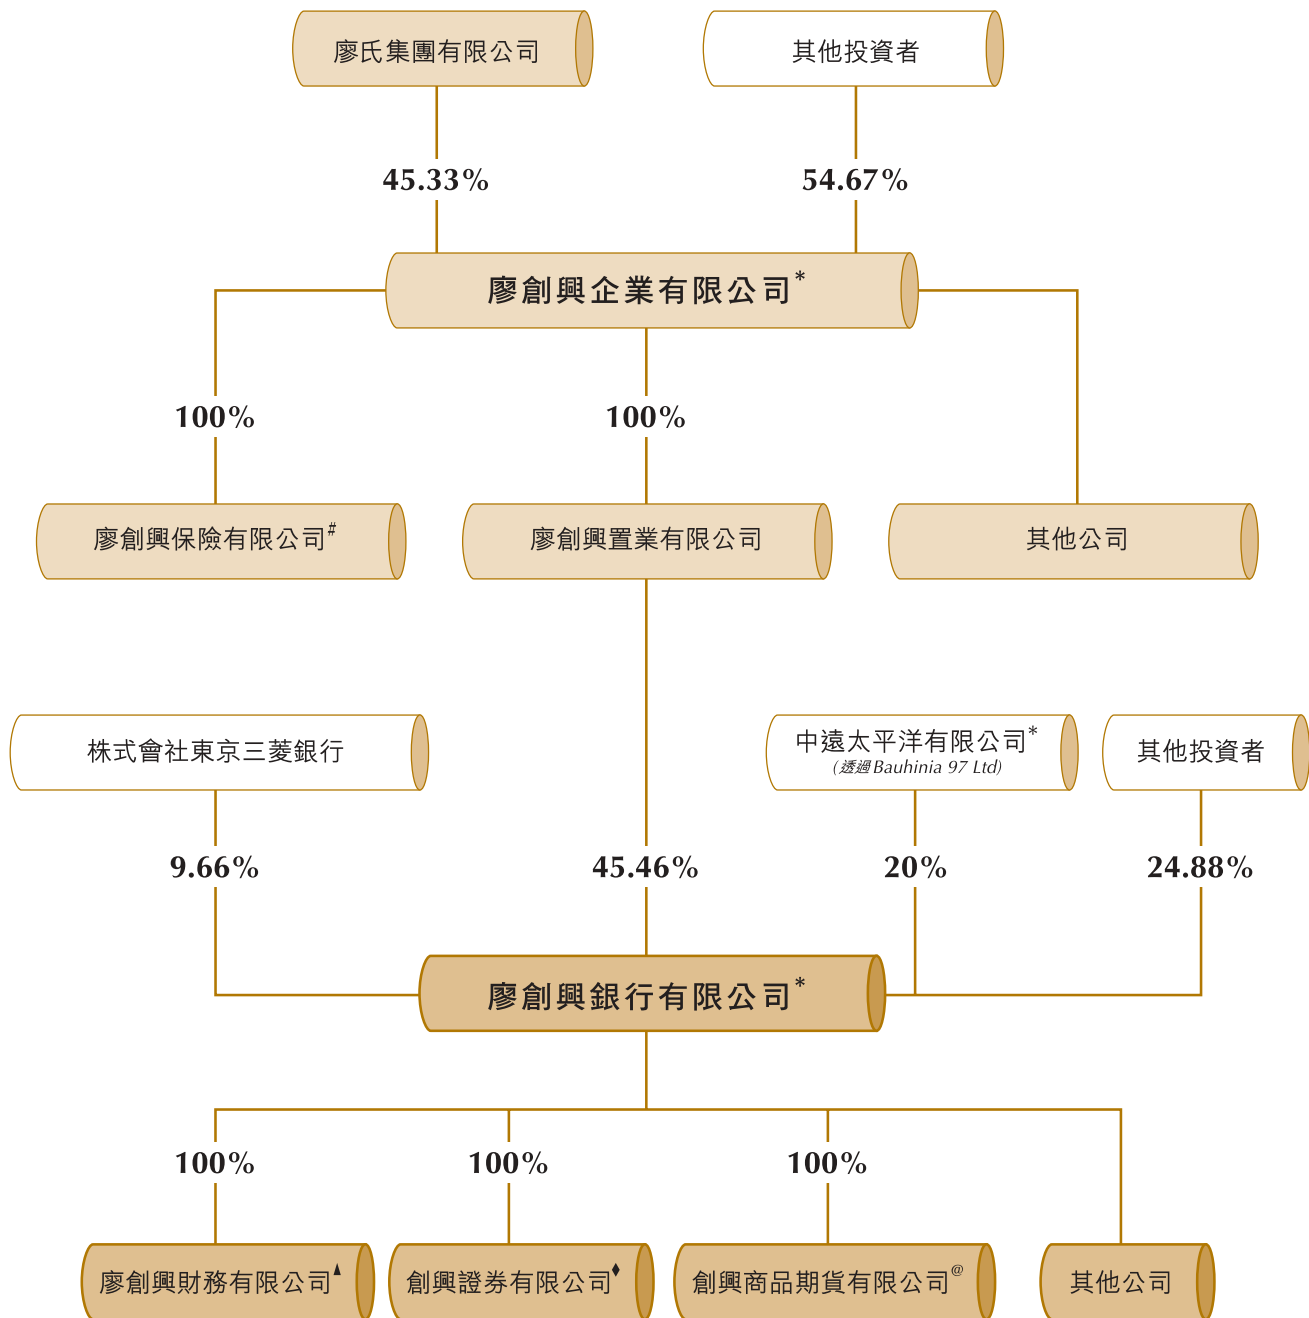 廖氏集團有限公司
其他投資者
45.33%
54.67%
廖創興企業有限公司*
100%
100%
廖創興保險有限公司#
廖創興置業有限公司
其他公司
株式會社東京三菱銀行
中遠太平洋有限公司*
(透過Bauhinia 97 Ltd)
其他投資者
9.66%
45.46%
20%
24.88%
廖創興銀行有限公司*
100%
100%
100%
廖創興財務有限公司▲
創興證券有限公司♦
創興商品期貨有限公司@
其他公司